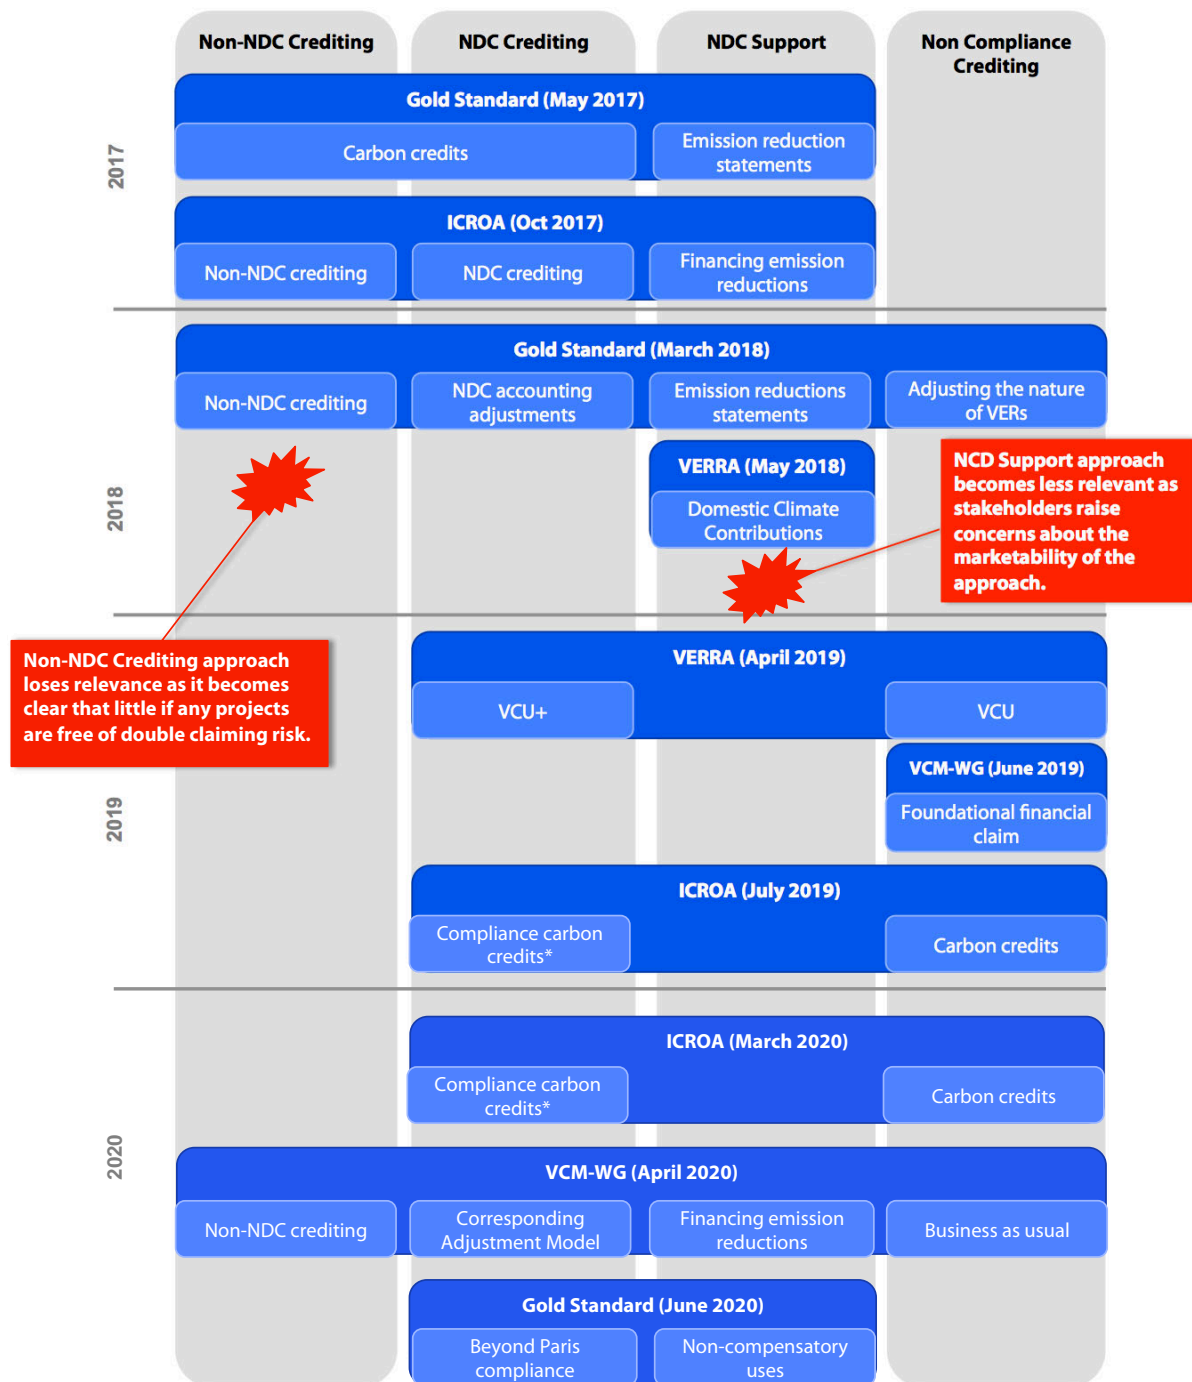 Non-NDC Crediting
NDC Crediting
NDC Support
Non Compliance
Crediting
2017
Gold Standard (May 2017)
Carbon credits
Emission reduction
statements
ICROA (Oct 2017)
Non-NDC crediting
NDC crediting
Financing emission
reductions
2018
Gold Standard (March 2018)
Non-NDC crediting
NDC accounting
adjustments
Emission reductions
statements
Adjusting the nature
of VERs
VERRA (May 2018)
Domestic Climate
Contributions
NCD Support approach
becomes less relevant as
stakeholders raise
concerns about the
marketability of the
approach.
Non-NDC Crediting approach
loses relevance as it becomes
clear that little if any projects
are free of double claiming risk.
2019
VERRA (April 2019)
VCU+
VCU
VCM-WG (June 2019)
Foundational financial
claim
ICROA (July 2019)
Compliance carbon
credits*
Carbon credits
2020
ICROA (March 2020)
Compliance carbon
credits*
Carbon credits
VCM-WG (April 2020)
Non-NDC crediting
Corresponding
Adjustment Model
Financing emission
reductions
Business as usual
Gold Standard (June 2020)
Beyond Paris
compliance
Non-compensatory
uses